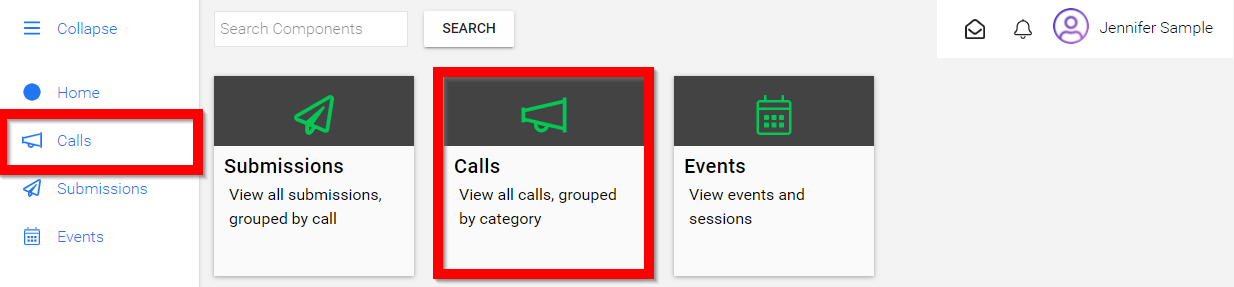 Collapse
Search Components
SEARCH
Jennifer Sample
Home
Calls
Submissions
Events
Submissions
View all submissions,
grouped by call
Calls
View all calls, grouped
by category
Events
View events and
sessions